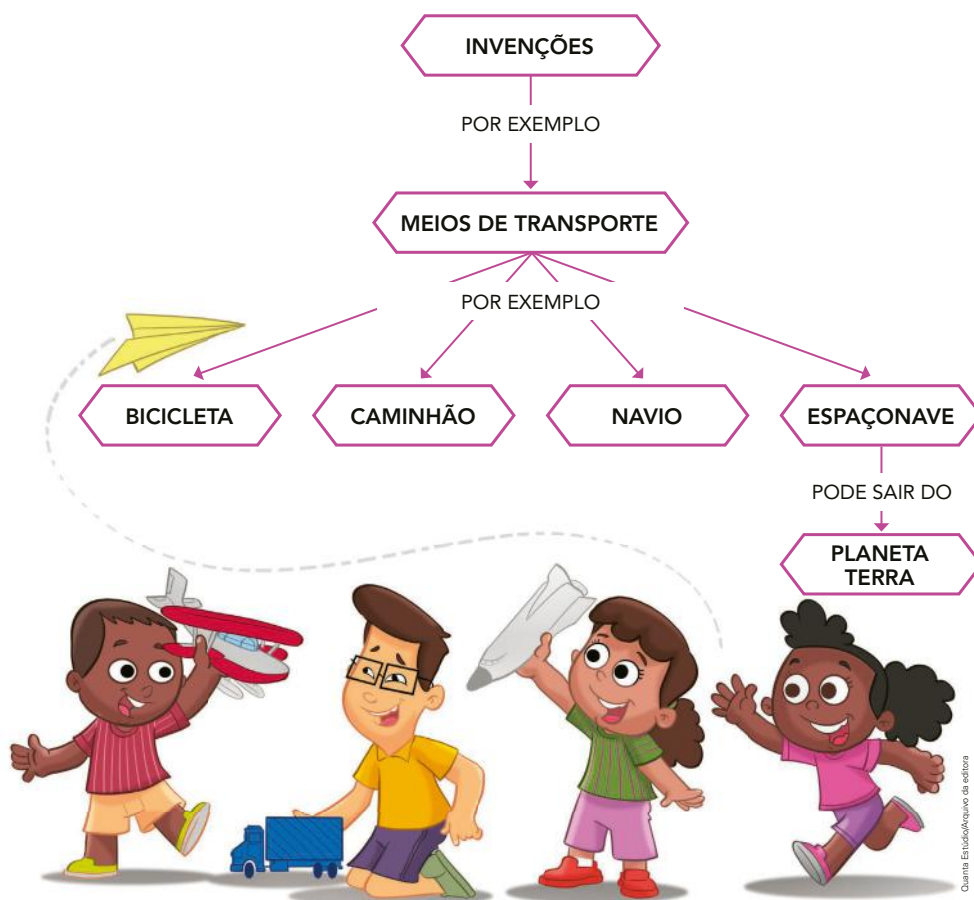 INVENÇÕES
POR EXEMPLO
MEIOS DE TRANSPORTE
POR EXEMPLO
BICICLETA
CAMINHÃO
NAVIO
ESPAÇONAVE
PODE SAIR DO
PLANETA
TERRA
Quanta Estúdio/Arquivo da editora